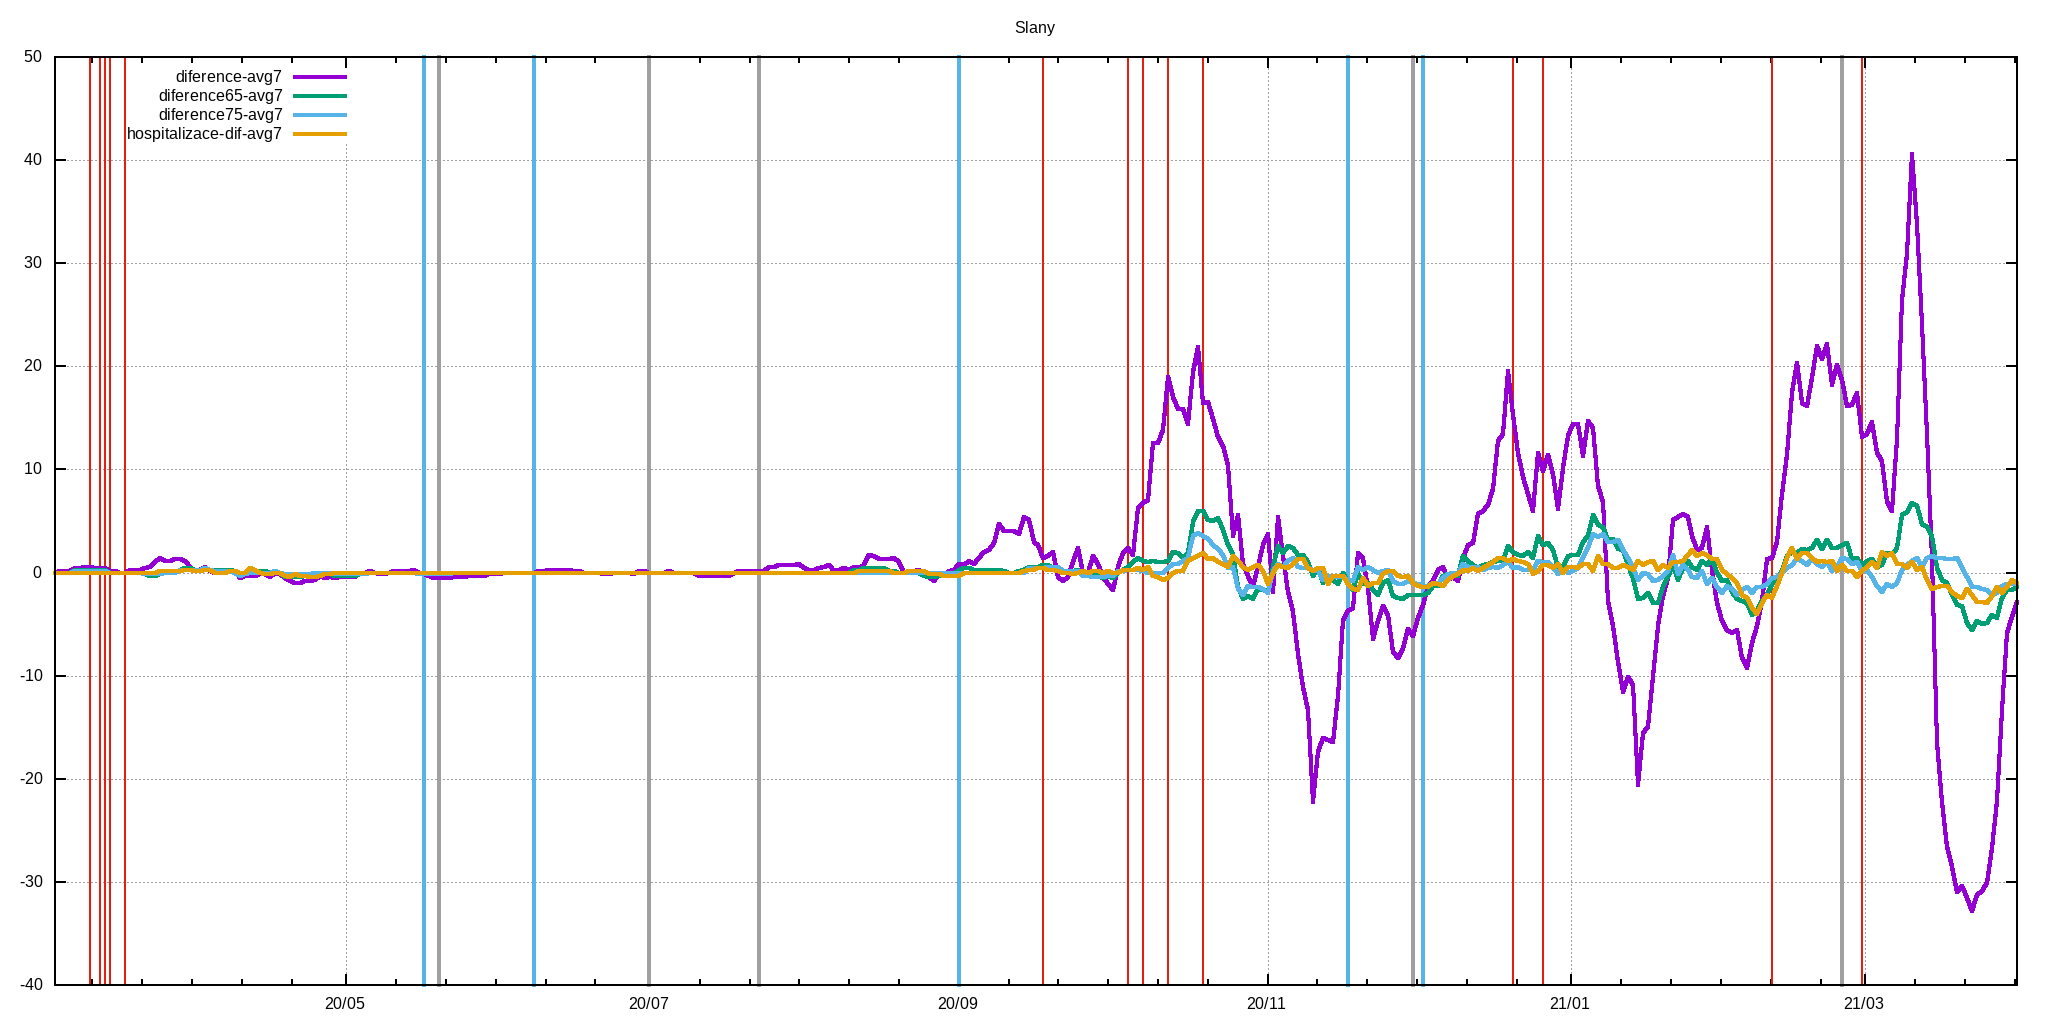 Slany
50
diference-avg7
diference65-avg7
diference75-avg7
hospitalizace-dif-avg7
40
30
20
10
0
-10
-20
-30
-40
20/05 20/07 20/09 20/11 21/01 21/03